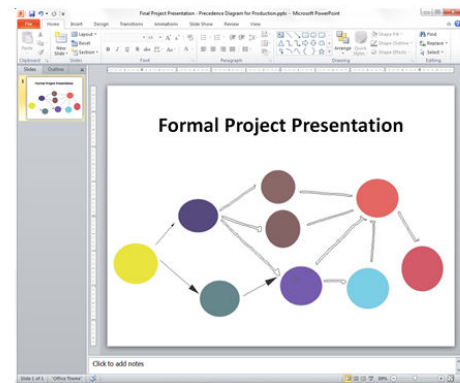 Final Project Presentation - Precedence Diagram for Production.pptx - Microsoft PowerPoint
File Home Insert Design Transitions Animations Slide Show Review View
Paste New Slide Layout Reset Section
Arrange Quick Styles Shape Fill Shape Outline Shape Effects
Find Replace Select
Clipboard Slides Font Paragraph Drawing Editing
Slides Outline
1
Formal Project Presentation
Formal Project Presentation
Click to add notes
Slide 1 of 1 "Office Theme"